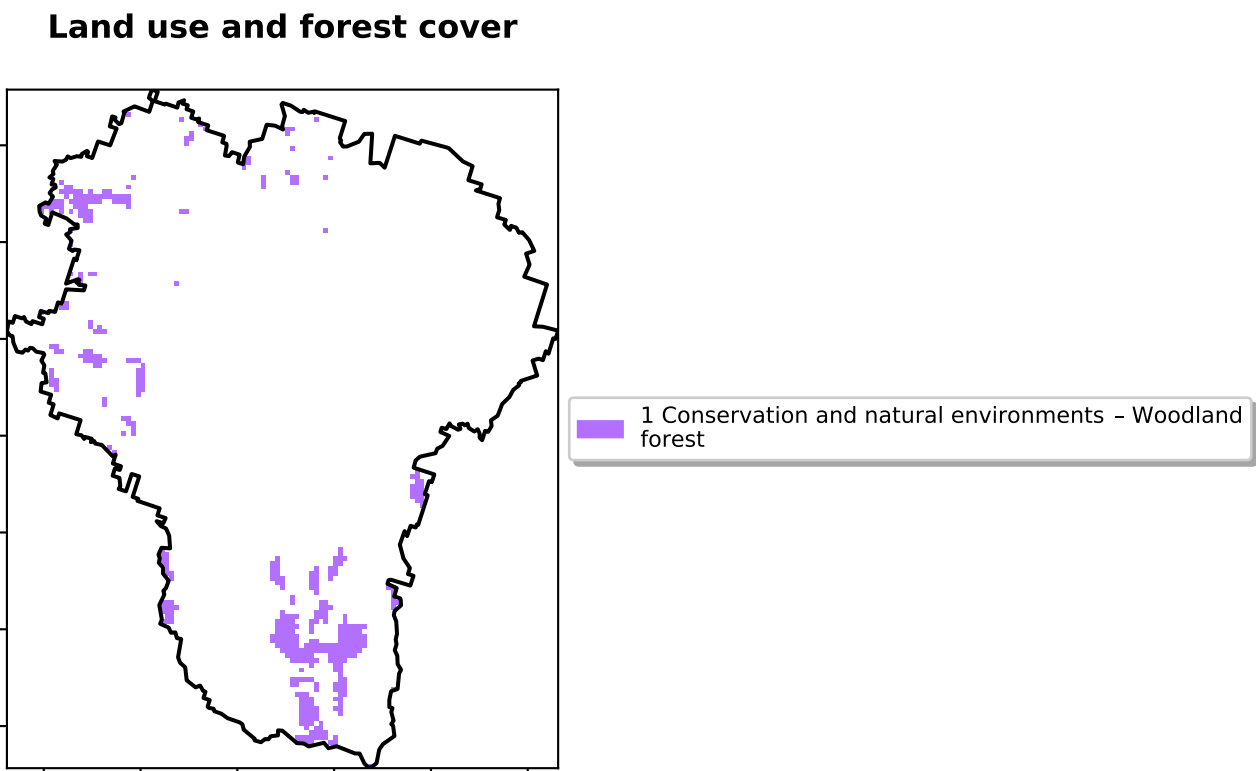 Land use and forest cover
1 Conservation and natural environments – Woodland
forest